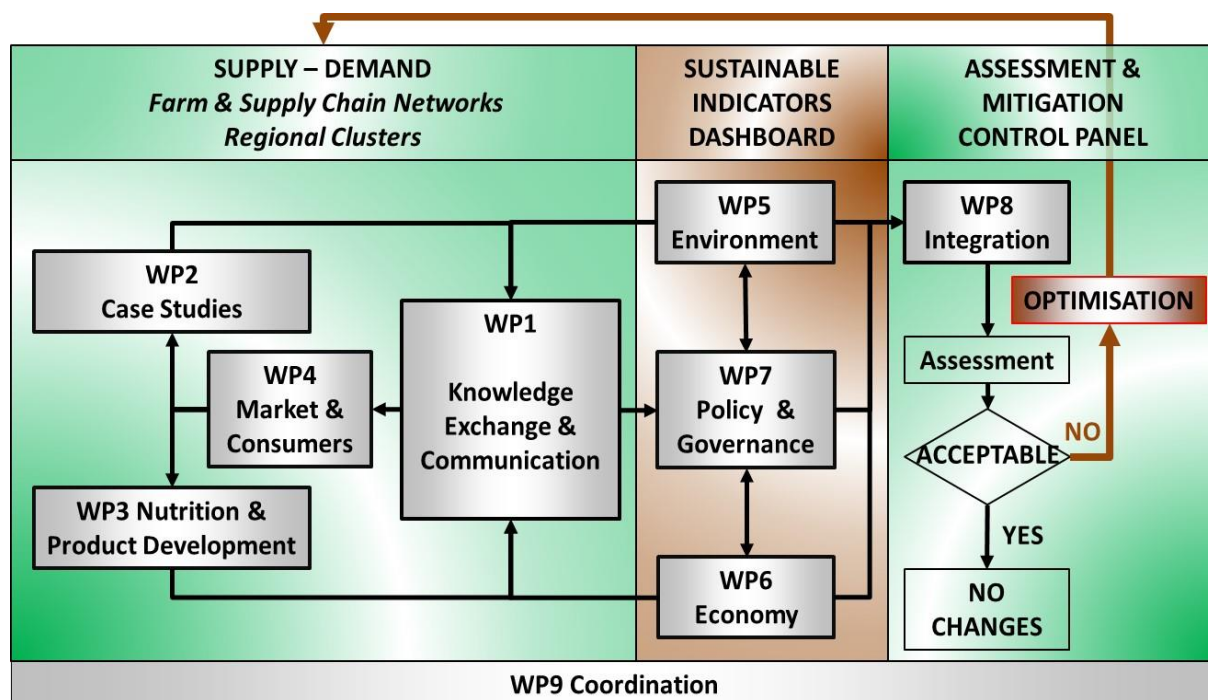 SUPPLY – DEMAND
Farm & Supply Chain Networks
Regional Clusters
SUSTAINABLE
INDICATORS
DASHBOARD
ASSESSMENT &
MITIGATION
CONTROL PANEL
WP2
Case Studies
WP4
Market &
Consumers
WP3 Nutrition &
Product Development
WP1
Knowledge
Exchange &
Communication
WP5
Environment
WP7
Policy &
Governance
WP6
Economy
WP8
Integration
OPTIMISATION
Assessment
ACCEPTABLE
NO
YES
NO
CHANGES
WP9 Coordination